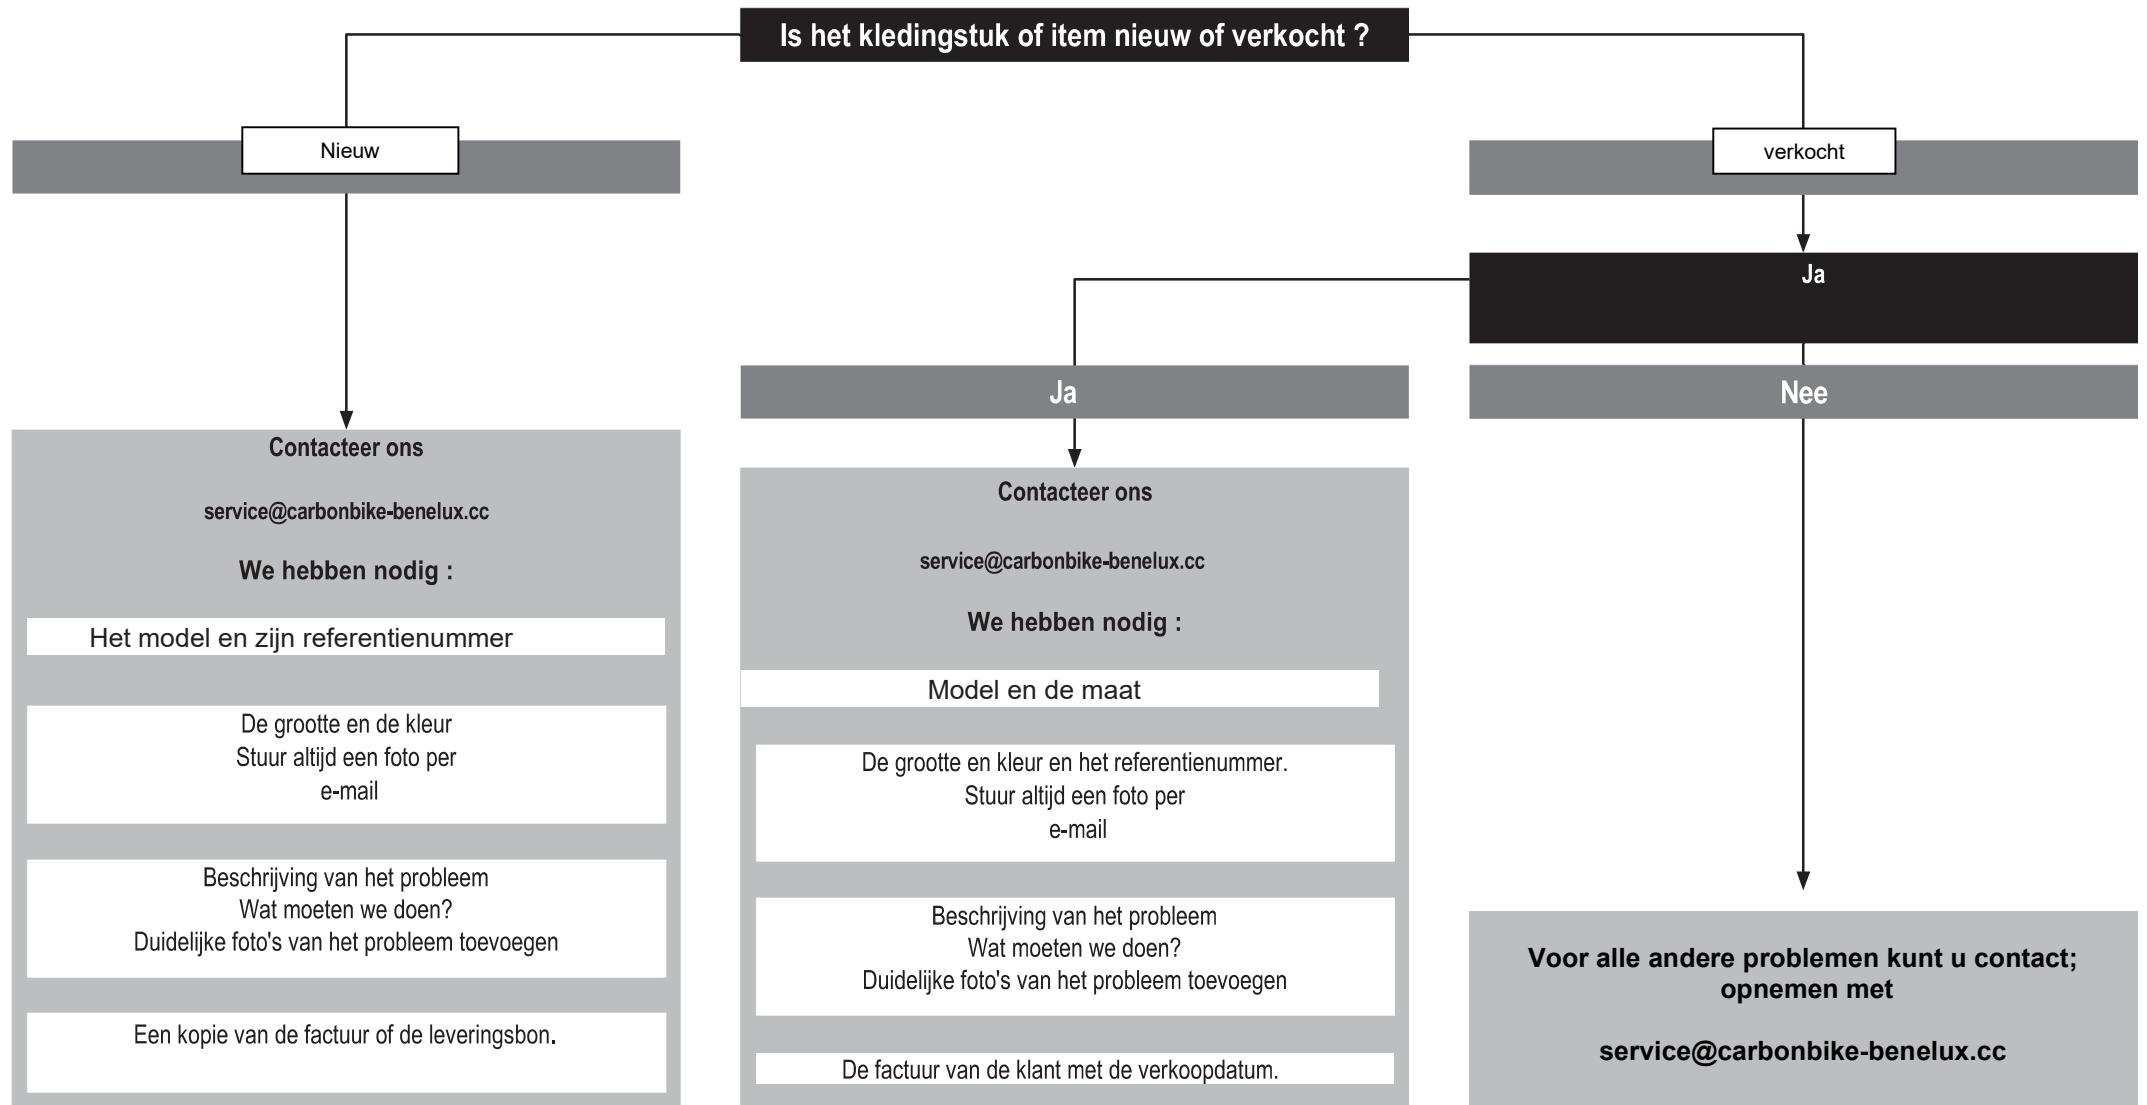 Is het kledingstuk of item nieuw of verkocht ?
Nieuw
verkocht
Ja
Ja
Nee
Contacteer ons
service@carbonbike-benelux.cc
We hebben nodig :
Het model en zijn referentienummer
De grootte en de kleur
Stuur altijd een foto per
e-mail
Beschrijving van het probleem
Wat moeten we doen?
Duidelijke foto's van het probleem toevoegen
Een kopie van de factuur of de leveringsbon.
Contacteer ons
service@carbonbike-benelux.cc
We hebben nodig :
Model en de maat
De grootte en kleur en het referentienummer.
Stuur altijd een foto per
e-mail
Beschrijving van het probleem
Wat moeten we doen?
Duidelijke foto's van het probleem toevoegen
De factuur van de klant met de verkoopdatum.
Voor alle andere problemen kunt u contact;
opnemen met
service@carbonbike-benelux.cc